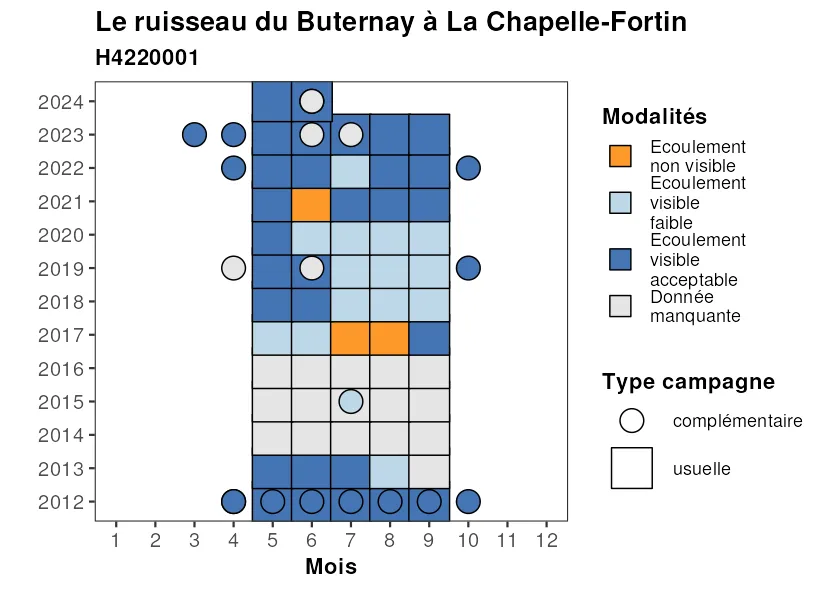 Le ruisseau du Buternay à La Chapelle-Fortin
H4220001
2024
2023
2022
2021
2020
2019
2018
2017
2016
2015
2014
2013
2012
1 2 3 4 5 6 7 8 9 10 11 12
Mois
Modalités
Ecoulement
non visible
Ecoulement
visible
faible
Ecoulement
visible
acceptable
Donnée
manquante
Type campagne
complémentaire
usuelle